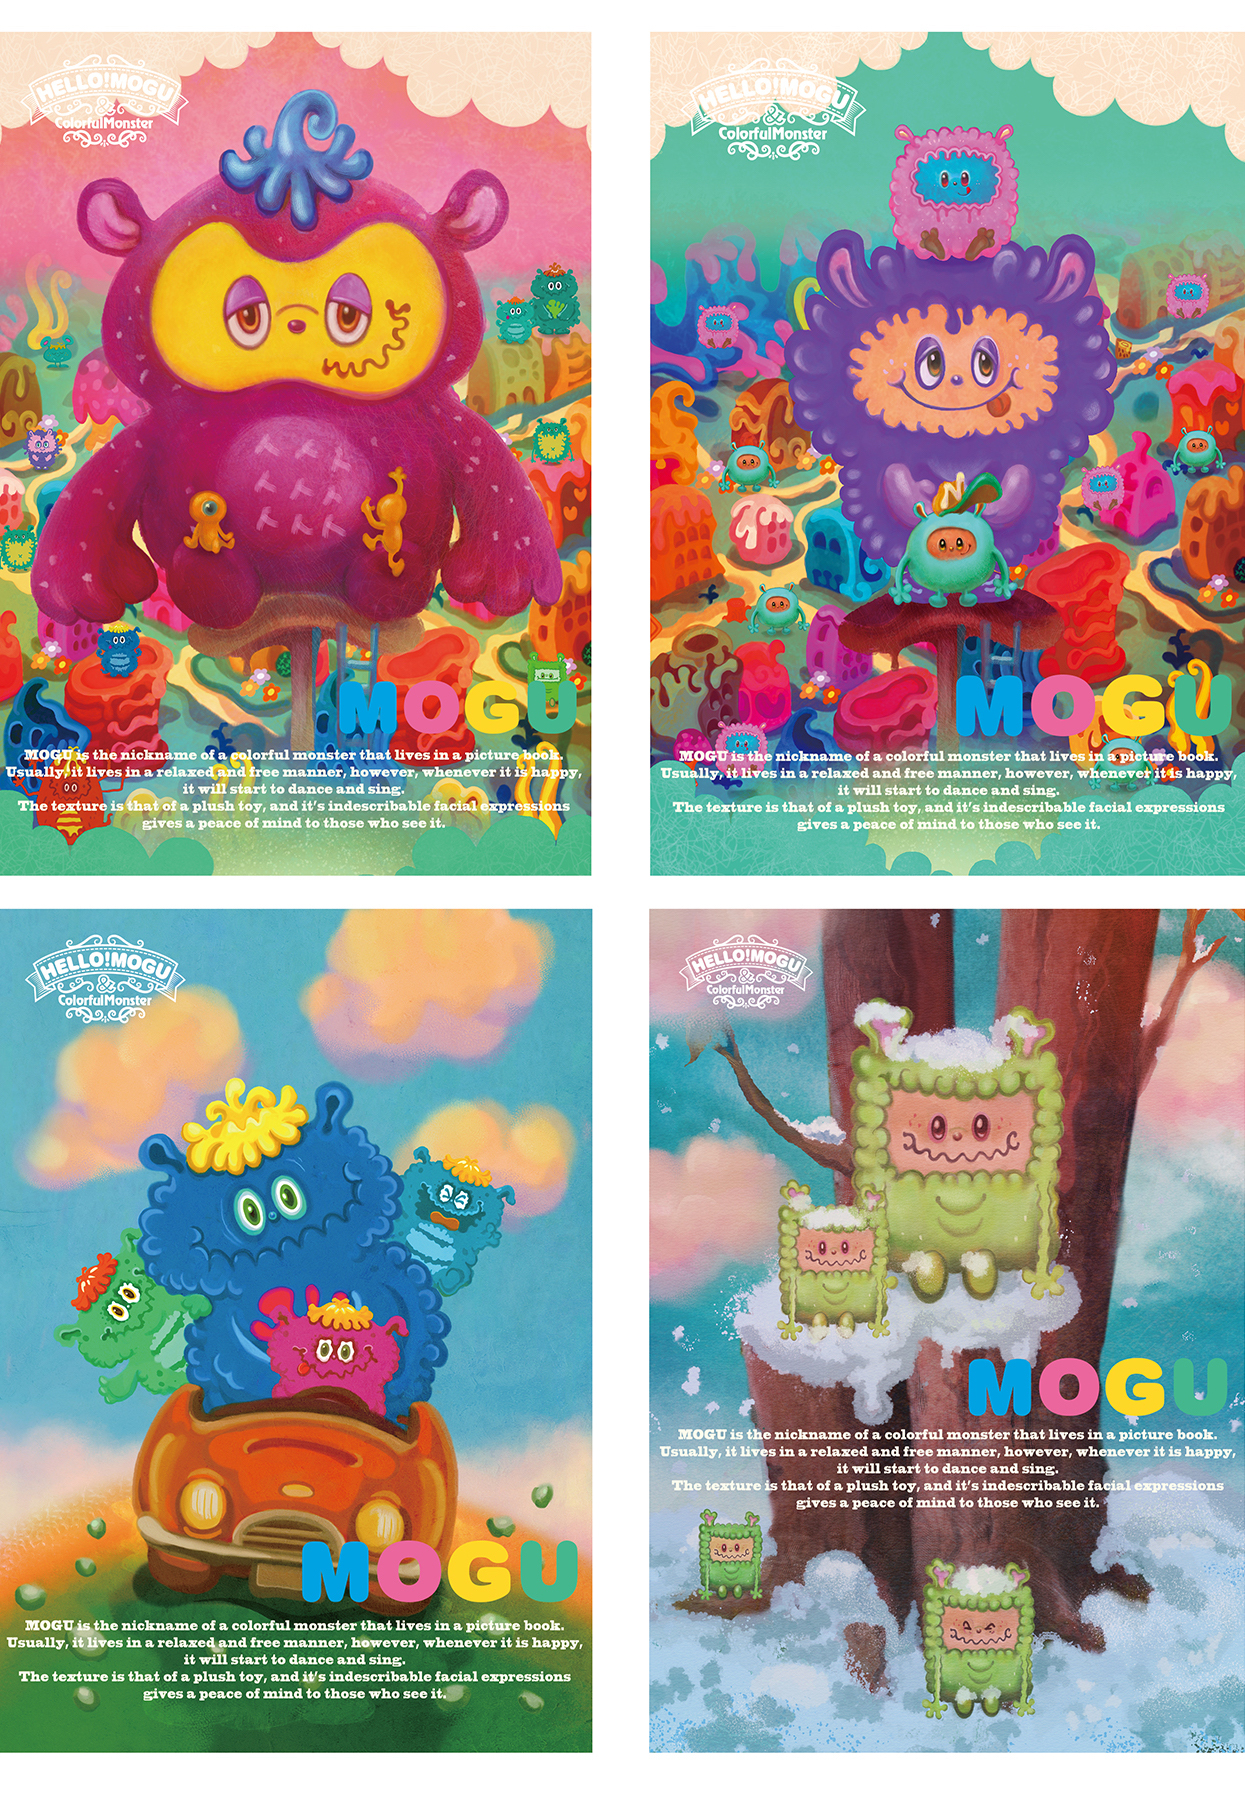 HELLO!MOGU
&
ColorfulMonster
MOGU
MOGU is the nickname of a colorful monster that lives in a picture book.
Usually, it lives in a relaxed and free manner, however, whenever it is happy,
it will start to dance and sing.
The texture is that of a plush toy, and it's indescribable facial expressions
gives a peace of mind to those who see it.
HELLO!MOGU
&
ColorfulMonster
N
MOGU
MOGU is the nickname of a colorful monster that lives in a picture book.
Usually, it lives in a relaxed and free manner, however, whenever it is happy,
it will start to dance and sing.
The texture is that of a plush toy, and it's indescribable facial expressions
gives a peace of mind to those who see it.
HELLO!MOGU
&
ColorfulMonster
MOGU
MOGU is the nickname of a colorful monster that lives in a picture book.
Usually, it lives in a relaxed and free manner, however, whenever it is happy,
it will start to dance and sing.
The texture is that of a plush toy, and it's indescribable facial expressions
gives a peace of mind to those who see it.
HELLO!MOGU
&
ColorfulMonster
MOGU
MOGU is the nickname of a colorful monster that lives in a picture book.
Usually, it lives in a relaxed and free manner, however, whenever it is happy,
it will start to dance and sing.
The texture is that of a plush toy, and it's indescribable facial expressions
gives a peace of mind to those who see it.